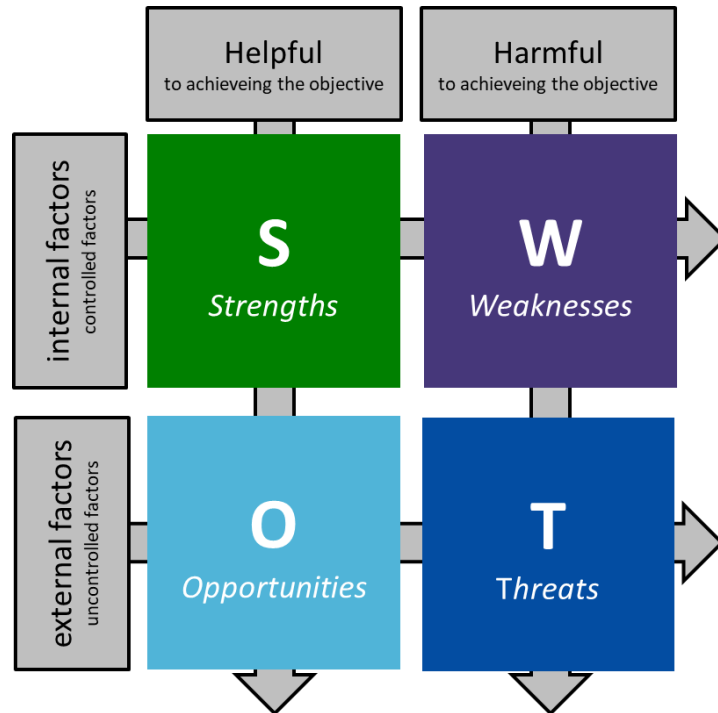 Helpful
to achieveing the objective
Harmful
to achieveing the objective
internal factors
controlled factors
S
Strengths
W
Weaknesses
external factors
uncontrolled factors
O
Opportunities
T
Threats